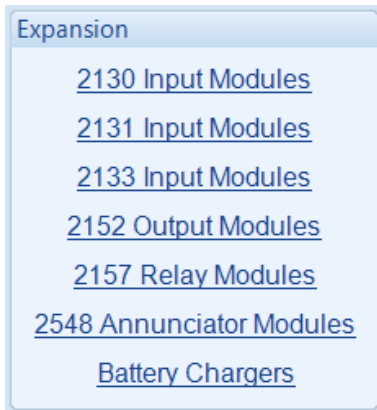 Expansion
2130 Input Modules
2131 Input Modules
2133 Input Modules
2152 Output Modules
2157 Relay Modules
2548 Annunciator Modules
Battery Chargers